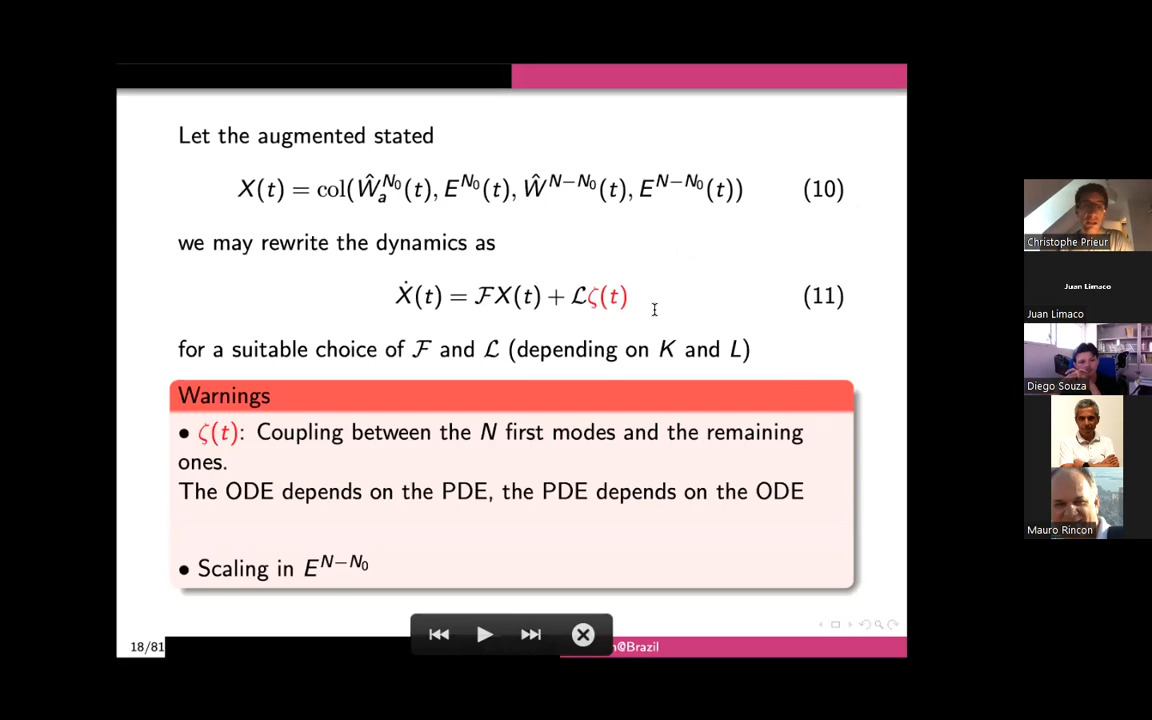 Let the augmented stated
X(t) = col(Ŵ_a^{N_0}(t), E^{N_0}(t), Ŵ^{N−N_0}(t), E^{N−N_0}(t)) (10)
we may rewrite the dynamics as
Ẋ(t) = ℱX(t) + ℒζ(t) (11)
for a suitable choice of ℱ and ℒ (depending on K and L)
Warnings
• ζ(t): Coupling between the N first modes and the remaining
ones.
The ODE depends on the PDE, the PDE depends on the ODE
• Scaling in E^{N−N_0}
18/81
n@Brazil
Christophe Prieur
Juan Limaco
Juan Limaco
Diego Souza
Mauro Rincon